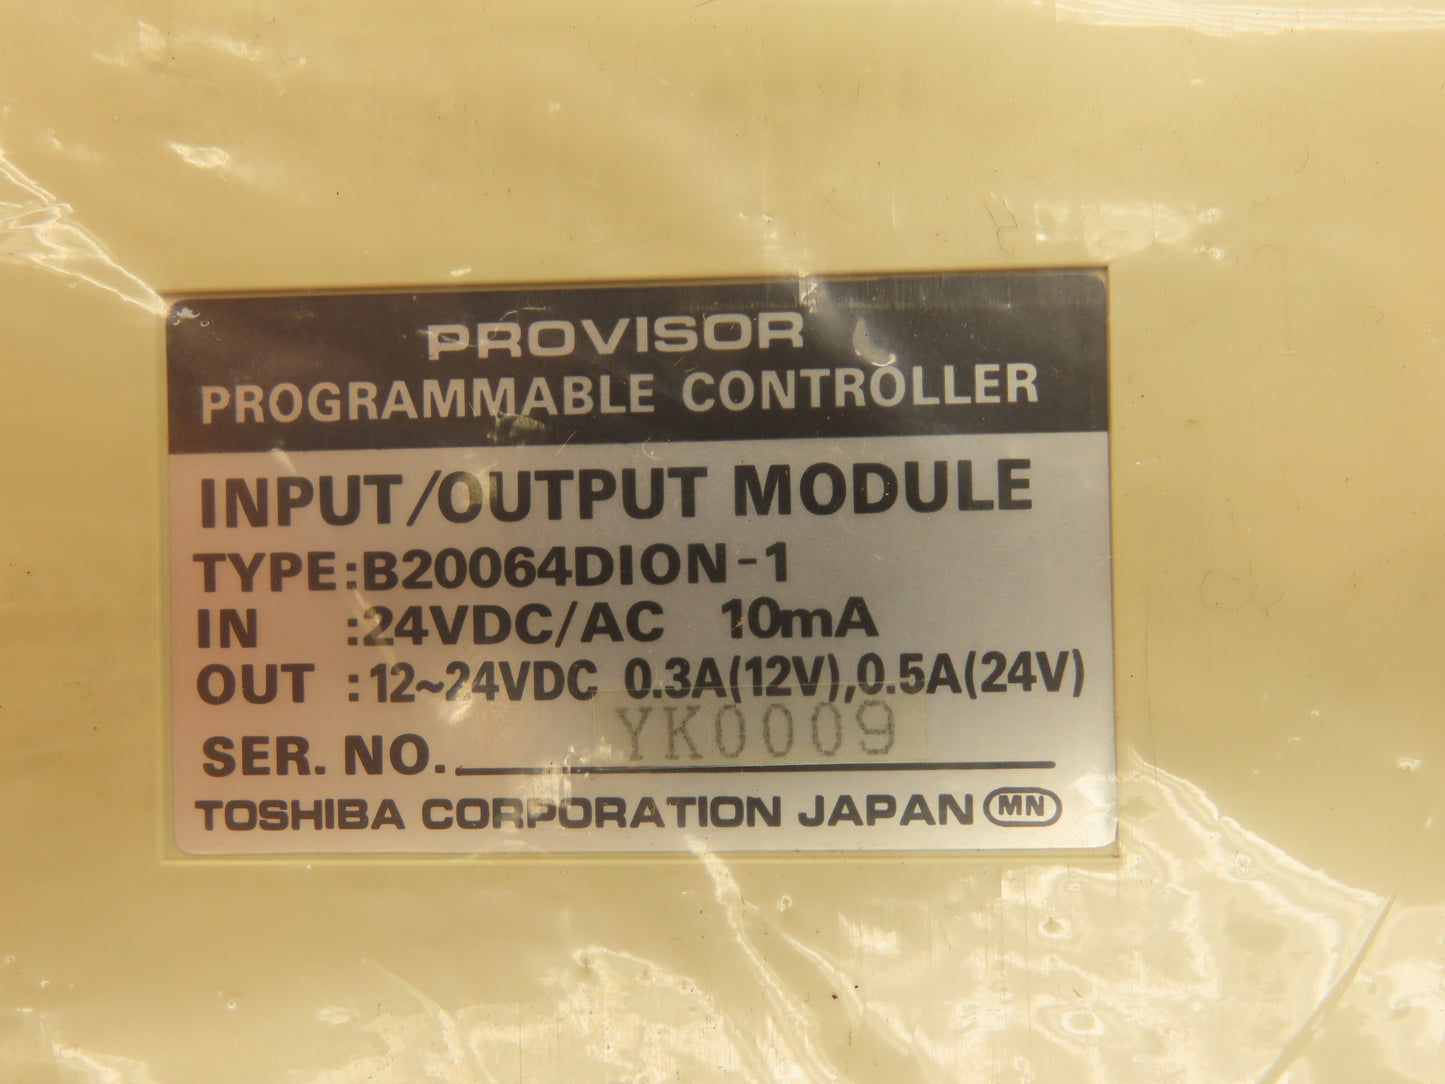 PROVISOR
PROGRAMMABLE CONTROLLER
INPUT/OUTPUT MODULE
TYPE:B20064DION-1
IN :24VDC/AC 10mA
OUT :12~24VDC 0.3A(12V),0.5A(24V)
SER. NO. YK0009
TOSHIBA CORPORATION JAPAN MN